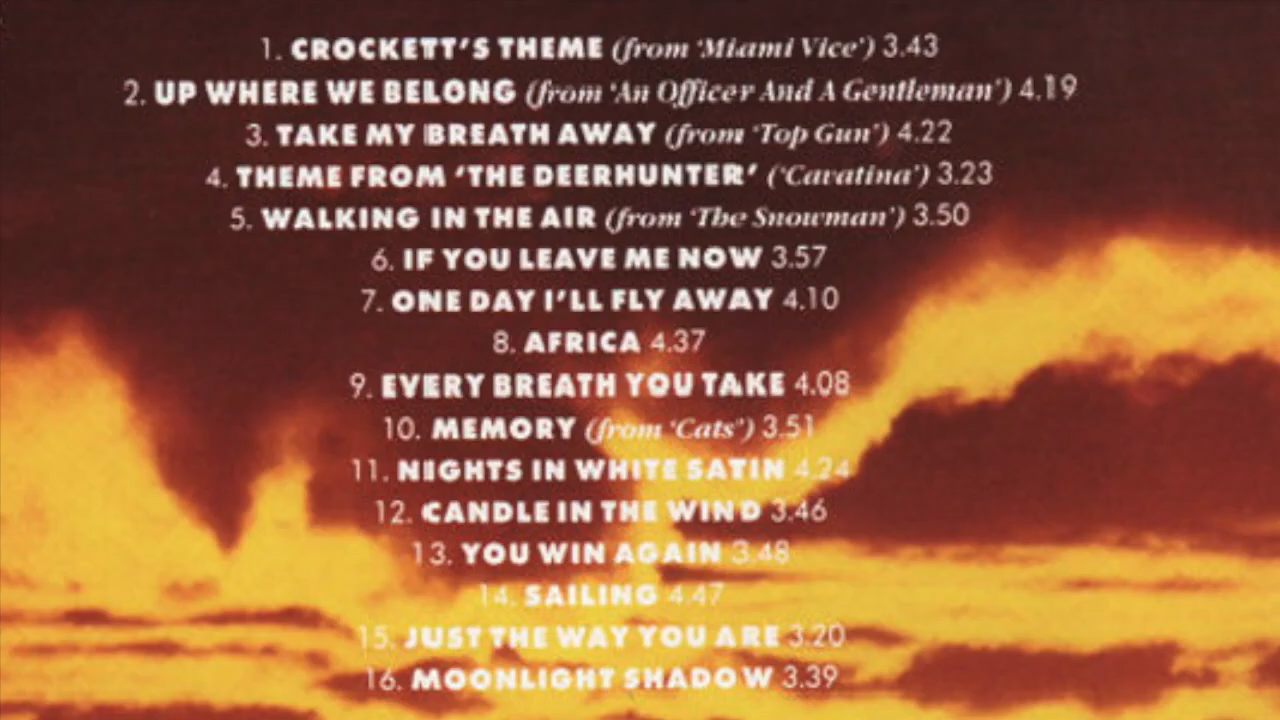 1. CROCKETT'S THEME (from 'Miami Vice') 3.43
2. UP WHERE WE BELONG (from 'An Officer And A Gentleman') 4.19
3. TAKE MY BREATH AWAY (from 'Top Gun') 4.22
4. THEME FROM 'THE DEERHUNTER' ('Cavatina') 3.23
5. WALKING IN THE AIR (from 'The Snowman') 3.50
6. IF YOU LEAVE ME NOW 3.57
7. ONE DAY I'LL FLY AWAY 4.10
8. AFRICA 4.37
9. EVERY BREATH YOU TAKE 4.08
10. MEMORY (from 'Cats') 3.51
11. NIGHTS IN WHITE SATIN 4.24
12. CANDLE IN THE WIND 3.46
13. YOU WIN AGAIN 3.48
14. SAILING 4.47
15. JUST THE WAY YOU ARE 3.20
16. MOONLIGHT SHADOW 3.39